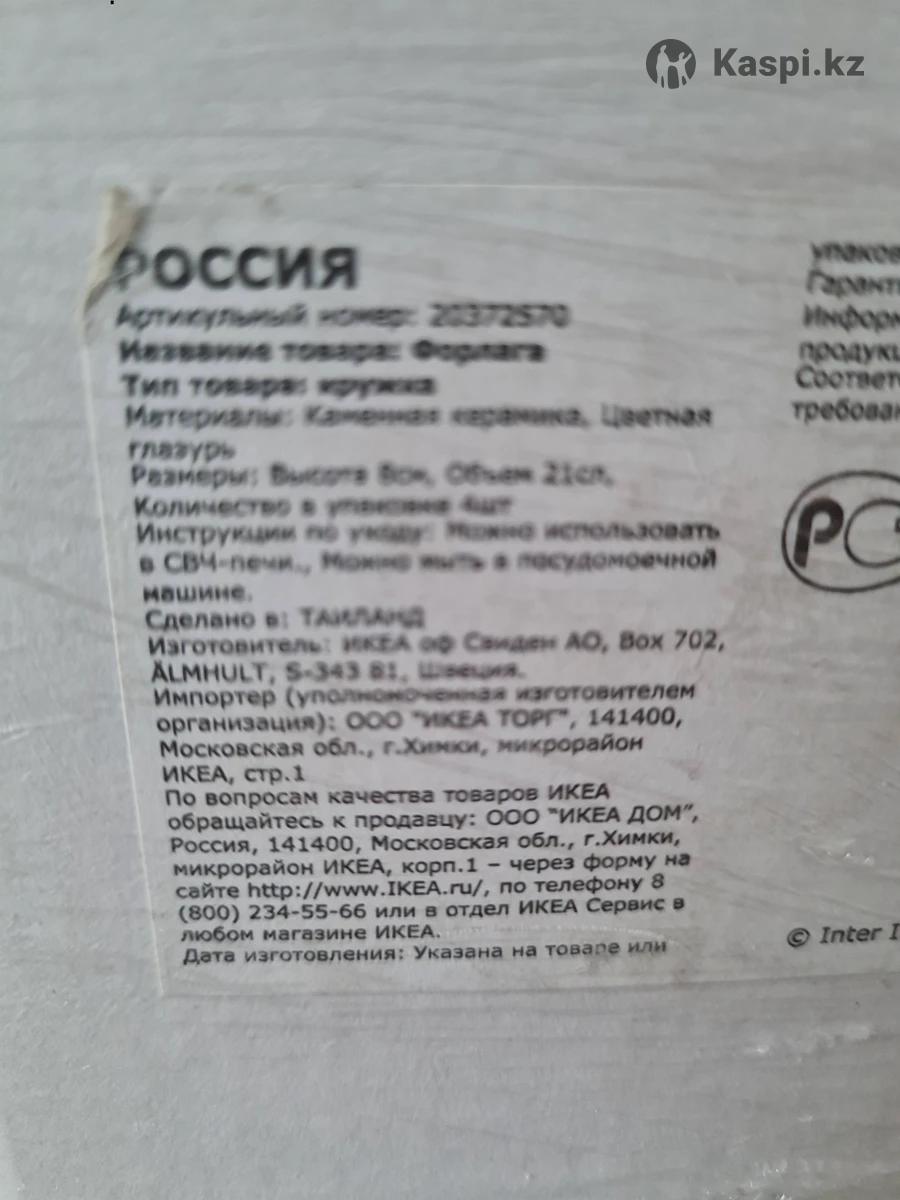 Kaspi.kz
РОССИЯ
Артикульный номер: 20372570
Название товара: Форлага
Тип товара: кружка
Материалы: Каменная керамика, Цветная
глазурь
Размеры: Высота 8см, Объем 21сл,
Количество в упаковке 4шт
Инструкции по уходу: Можно использовать
в СВЧ-печи., Можно мыть в посудомоечной
машине.
Сделано в: ТАИЛАНД
Изготовитель: ИКЕА оф Свиден АО, Box 702,
ÄLMHULT, S-343 81, Швеция.
Импортер (уполномоченная изготовителем
организация): ООО "ИКЕА ТОРГ", 141400,
Московская обл., г.Химки, микрорайон
ИКЕА, стр.1
По вопросам качества товаров ИКЕА
обращайтесь к продавцу: ООО "ИКЕА ДОМ",
Россия, 141400, Московская обл., г.Химки,
микрорайон ИКЕА, корп.1 – через форму на
сайте http://www.IKEA.ru/, по телефону 8
(800) 234-55-66 или в отдел ИКЕА Сервис в
любом магазине ИКЕА.
Дата изготовления: Указана на товаре или
упаков
Гарант
Информ
продукц
Соответ
требован
РС
© Inter I